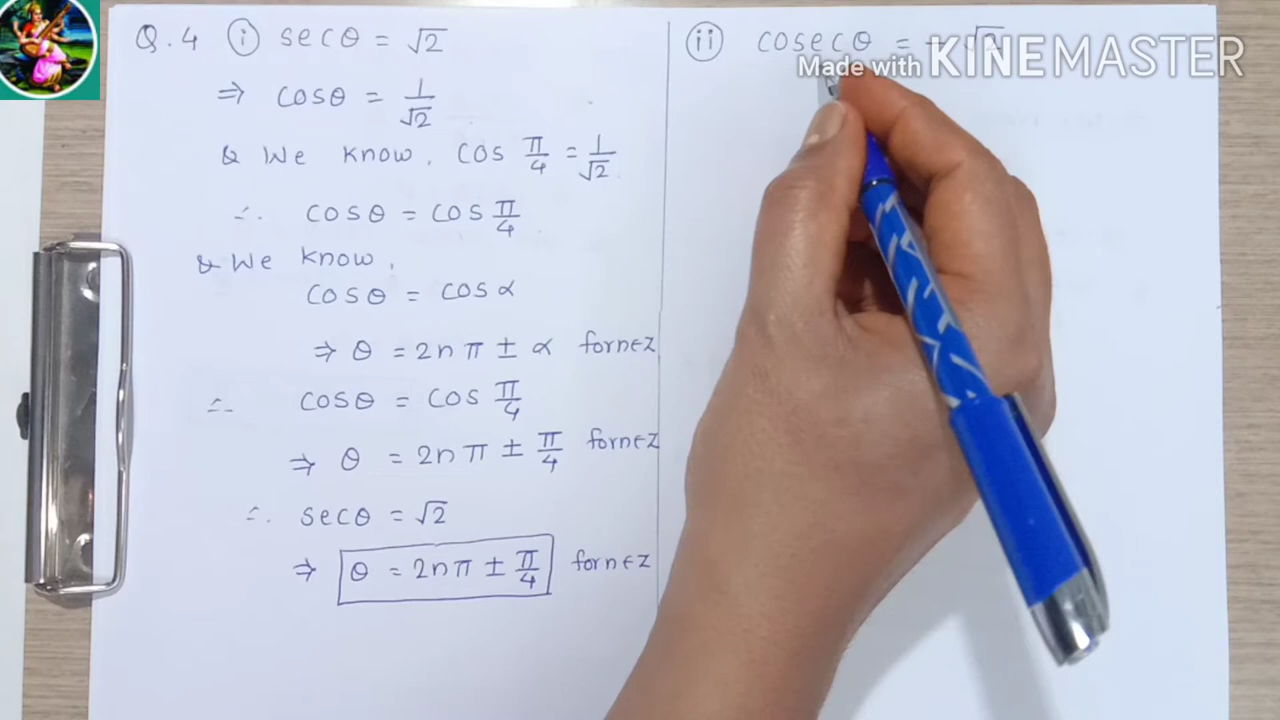 Q.4 (i) secθ = √2
⇒ cosθ = 1/√2
& We know, cos π/4 = 1/√2
∴ cosθ = cos π/4
& We know,
cosθ = cos α
⇒ θ = 2nπ ± α for n∈Z
∴ cosθ = cos π/4
⇒ θ = 2nπ ± π/4 for n∈Z
∴ secθ = √2
⇒ θ = 2nπ ± π/4 for n∈Z
(ii) cosecθ = - √2
Made with KINEMASTER